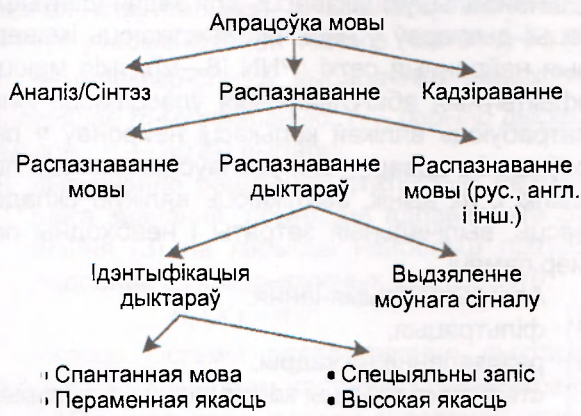 Апрацоўка мовы
Аналіз/Сінтэз
Распазнаванне
Кадзіраванне
Распазнаванне
мовы
Распазнаванне
дыктараў
Распазнаванне
мовы (рус., англ.
і інш.)
Ідэнтыфікацыя
дыктараў
Выдзяленне
моўнага сігналу
• Спантанная мова
• Пераменная якасць
• Спецыяльны запіс
• Высокая якасць